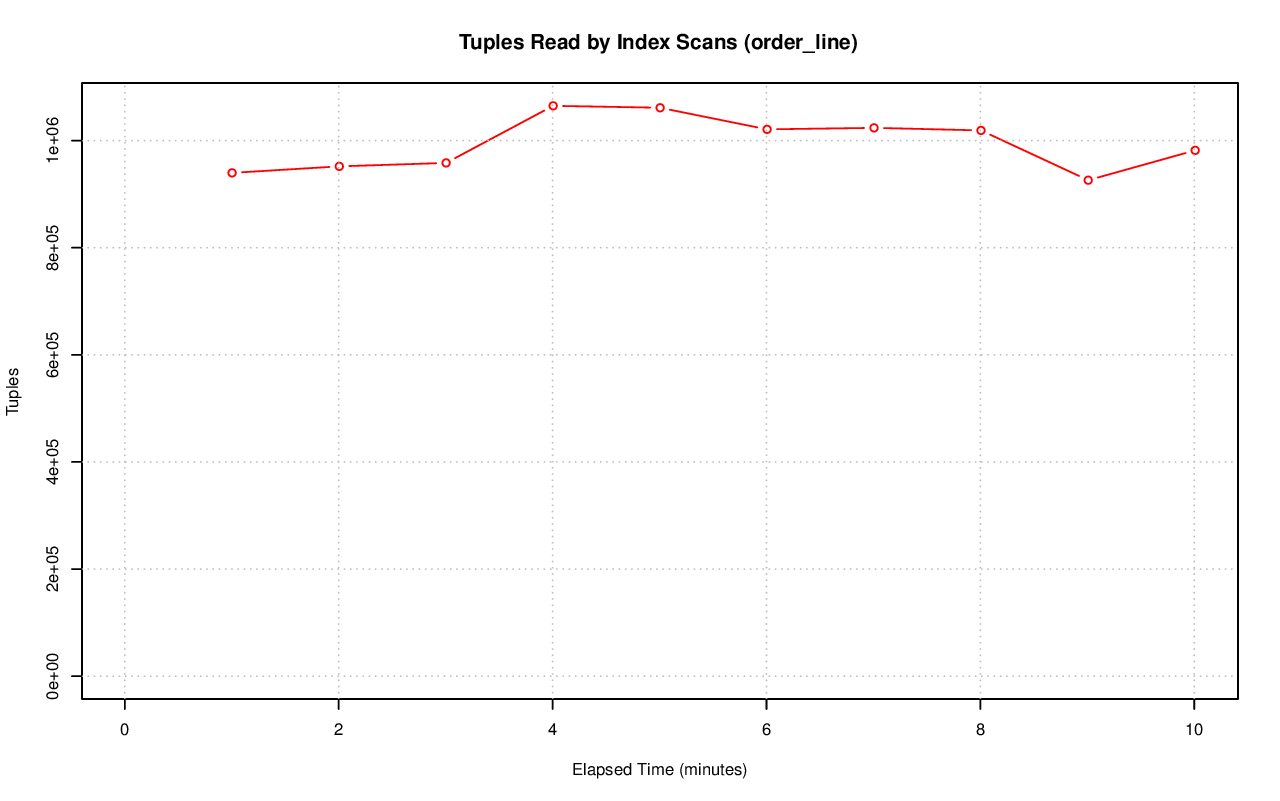 Tuples Read by Index Scans (order_line)
1e+06
8e+05
6e+05
4e+05
2e+05
0e+00
Tuples
0 2 4 6 8 10
Elapsed Time (minutes)